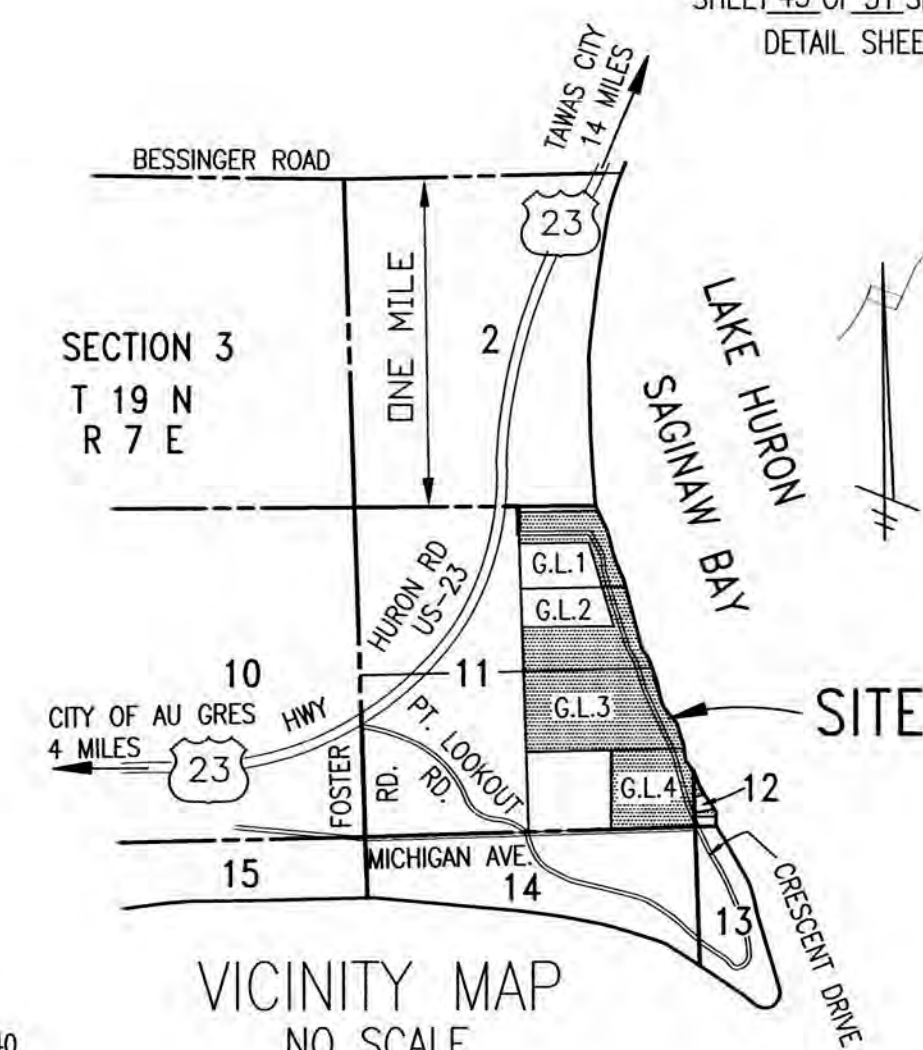 DETAIL SHEE
TAWAS CITY
14 MILES
BESSINGER ROAD
23
ONE MILE
2
SECTION 3
T 19 N
R 7 E
LAKE HURON
SAGINAW BAY
G.L.1
HURON RD
US-23
G.L.2
10
11
G.L.3
SITE
CITY OF AU GRES
4 MILES
HWY
23
PT. LOOKOUT
RD.
FOSTER
RD.
G.L.4
12
MICHIGAN AVE.
15
14
13
CRESCENT DRIVE
VICINITY MAP
NO SCALE